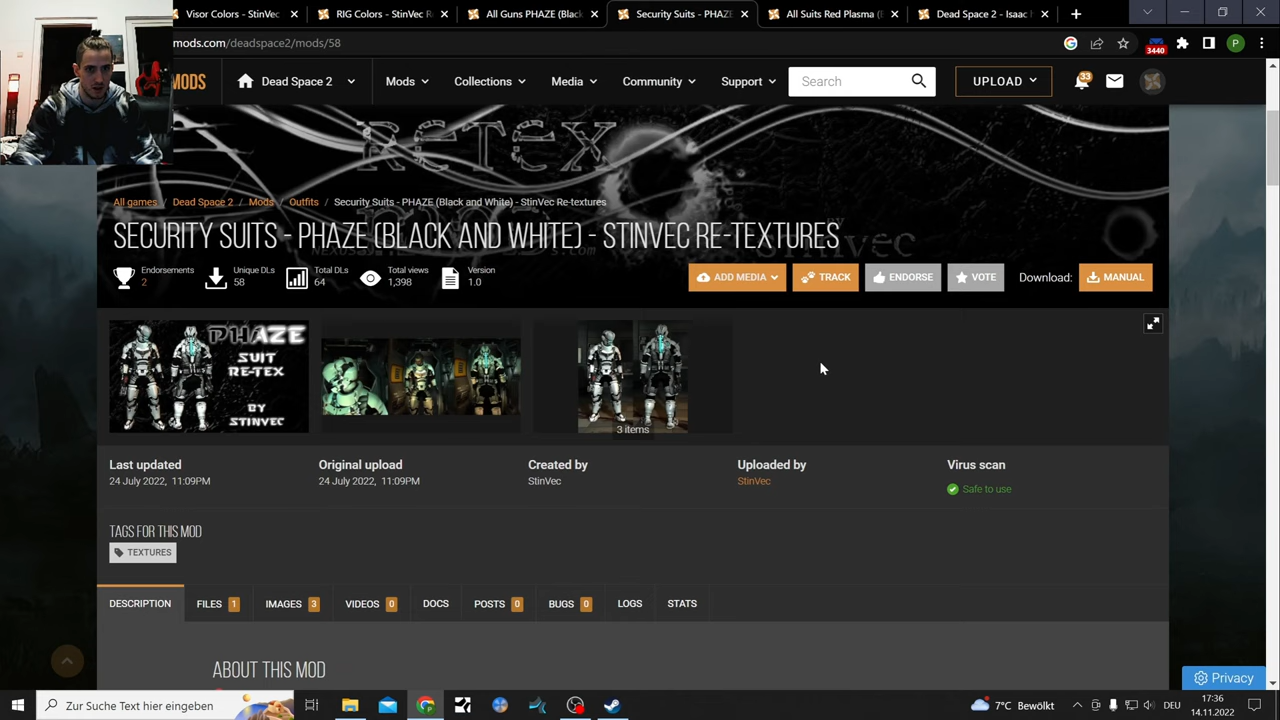 Visor Colors - StinVec
RIG Colors - StinVec R
All Guns PHAZE (Black
Security Suits - PHAZ
All Suits Red Plasma (B
Dead Space 2 - Isaac
mods.com/deadspace2/mods/58
3440
P
MODS
Dead Space 2
Mods
Collections
Media
Community
Support
Search
UPLOAD
33
RETEX
All games / Dead Space 2 / Mods / Outfits / Security Suits - PHAZE (Black and White) - StinVec Re-textures
SECURITY SUITS - PHAZE (BLACK AND WHITE) - STINVEC RE-TEXTURES
Endorsements
2
Unique DLs
58
Total DLs
64
Total views
1,398
Version
1.0
ADD MEDIA
TRACK
ENDORSE
VOTE
Download:
MANUAL
PHAZE
SUIT
RE-TEX
BY
STINVEC
3 items
Last updated
24 July 2022, 11:09PM
Original upload
24 July 2022, 11:09PM
Created by
StinVec
Uploaded by
StinVec
Virus scan
Safe to use
TAGS FOR THIS MOD
TEXTURES
DESCRIPTION
FILES 1
IMAGES 3
VIDEOS 0
DOCS
POSTS 0
BUGS 0
LOGS
STATS
ABOUT THIS MOD
Privacy
Zur Suche Text hier eingeben
7°C Bewölkt
DEU
17:36
14.11.2022